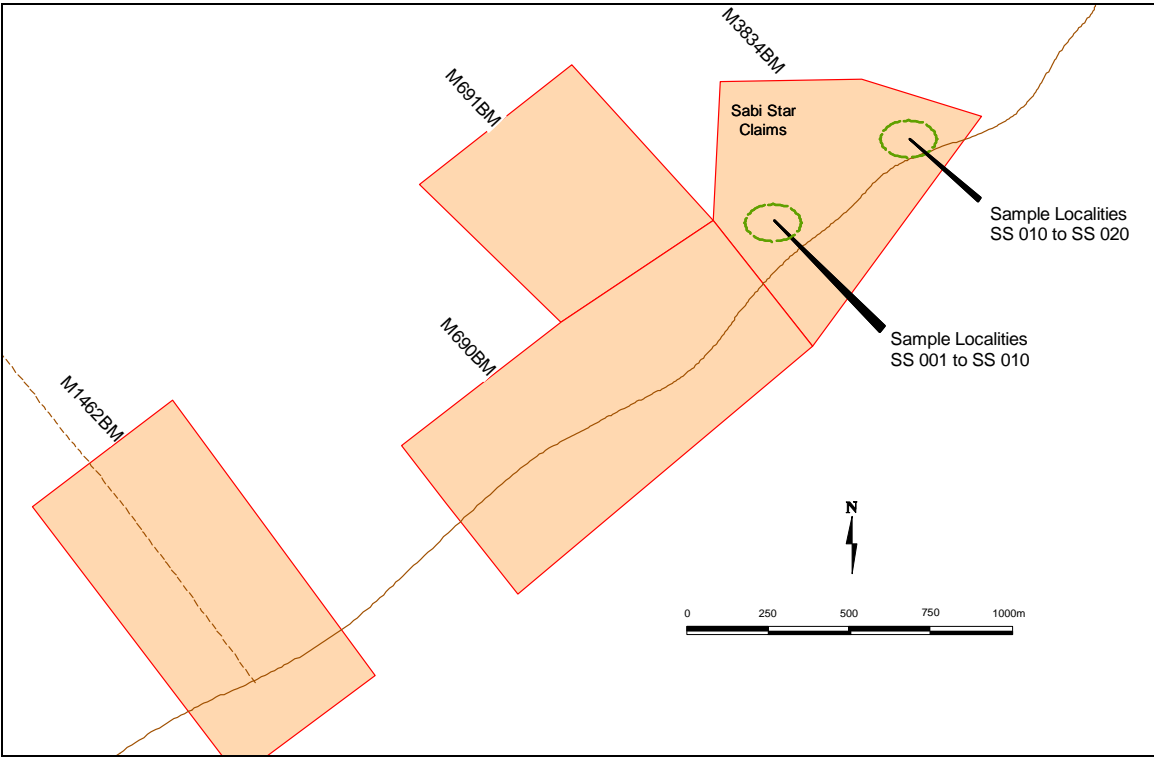 M3834BM
M691BM
Sabi Star
Claims
Sample Localities
SS 010 to SS 020
Sample Localities
SS 001 to SS 010
M690BM
M1462BM
N
0 250 500 750 1000m